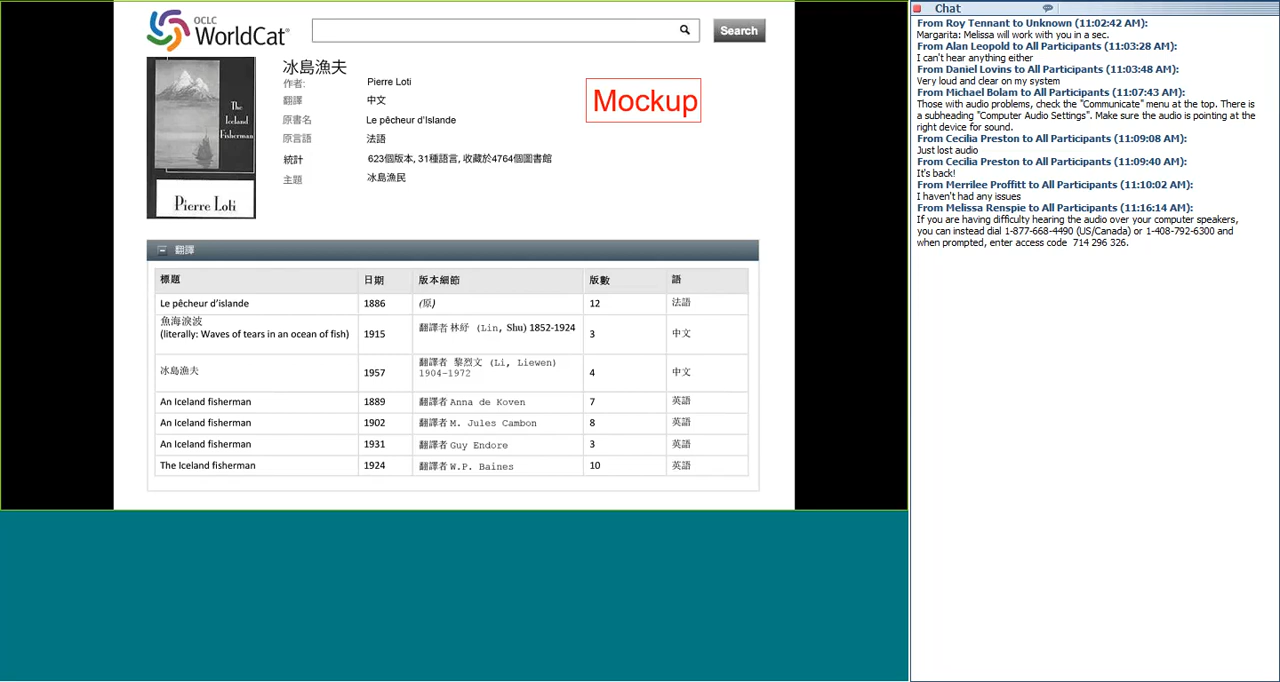 OCLC
WorldCat®
Search
The
Iceland
Fisherman
Pierre Loti
冰島漁夫
作者: Pierre Loti
翻譯 中文
原書名 Le pêcheur d'Islande
原言語 法語
統計 623個版本, 31種語言, 收藏於4764個圖書館
主題 冰島漁民
Mockup
翻譯
標題 日期 版本細節 版數 語
Le pêcheur d'islande 1886 (原) 12 法語
魚海淚波
(literally: Waves of tears in an ocean of fish) 1915 翻譯者 林紓 (Lin, Shu) 1852-1924 3 中文
冰島漁夫 1957 翻譯者 黎烈文 (Li, Liewen)
1904-1972 4 中文
An Iceland fisherman 1889 翻譯者 Anna de Koven 7 英語
An Iceland fisherman 1902 翻譯者 M. Jules Cambon 8 英語
An Iceland fisherman 1931 翻譯者 Guy Endore 3 英語
The Iceland fisherman 1924 翻譯者 W.P. Baines 10 英語
Chat
From Roy Tennant to Unknown (11:02:42 AM):
Margarita: Melissa will work with you in a sec.
From Alan Leopold to All Participants (11:03:28 AM):
I can't hear anything either
From Daniel Lovins to All Participants (11:03:48 AM):
Very loud and clear on my system
From Michael Bolam to All Participants (11:07:43 AM):
Those with audio problems, check the "Communicate" menu at the top. There is
a subheading "Computer Audio Settings". Make sure the audio is pointing at the
right device for sound.
From Cecilia Preston to All Participants (11:09:08 AM):
Just lost audio
From Cecilia Preston to All Participants (11:09:40 AM):
It's back!
From Merrilee Proffitt to All Participants (11:10:02 AM):
I haven't had any issues
From Melissa Renspie to All Participants (11:16:14 AM):
If you are having difficulty hearing the audio over your computer speakers,
you can instead dial 1-877-668-4490 (US/Canada) or 1-408-792-6300 and
when prompted, enter access code 714 296 326.